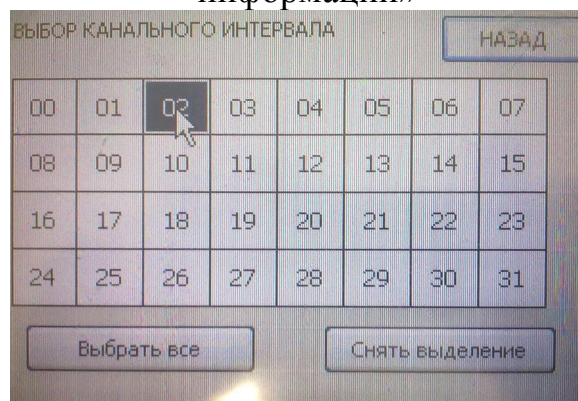 информации»
ВЫБОР КАНАЛЬНОГО ИНТЕРВАЛА НАЗАД
00 01 02 03 04 05 06 07
08 09 10 11 12 13 14 15
16 17 18 19 20 21 22 23
24 25 26 27 28 29 30 31
Выбрать все Снять выделение